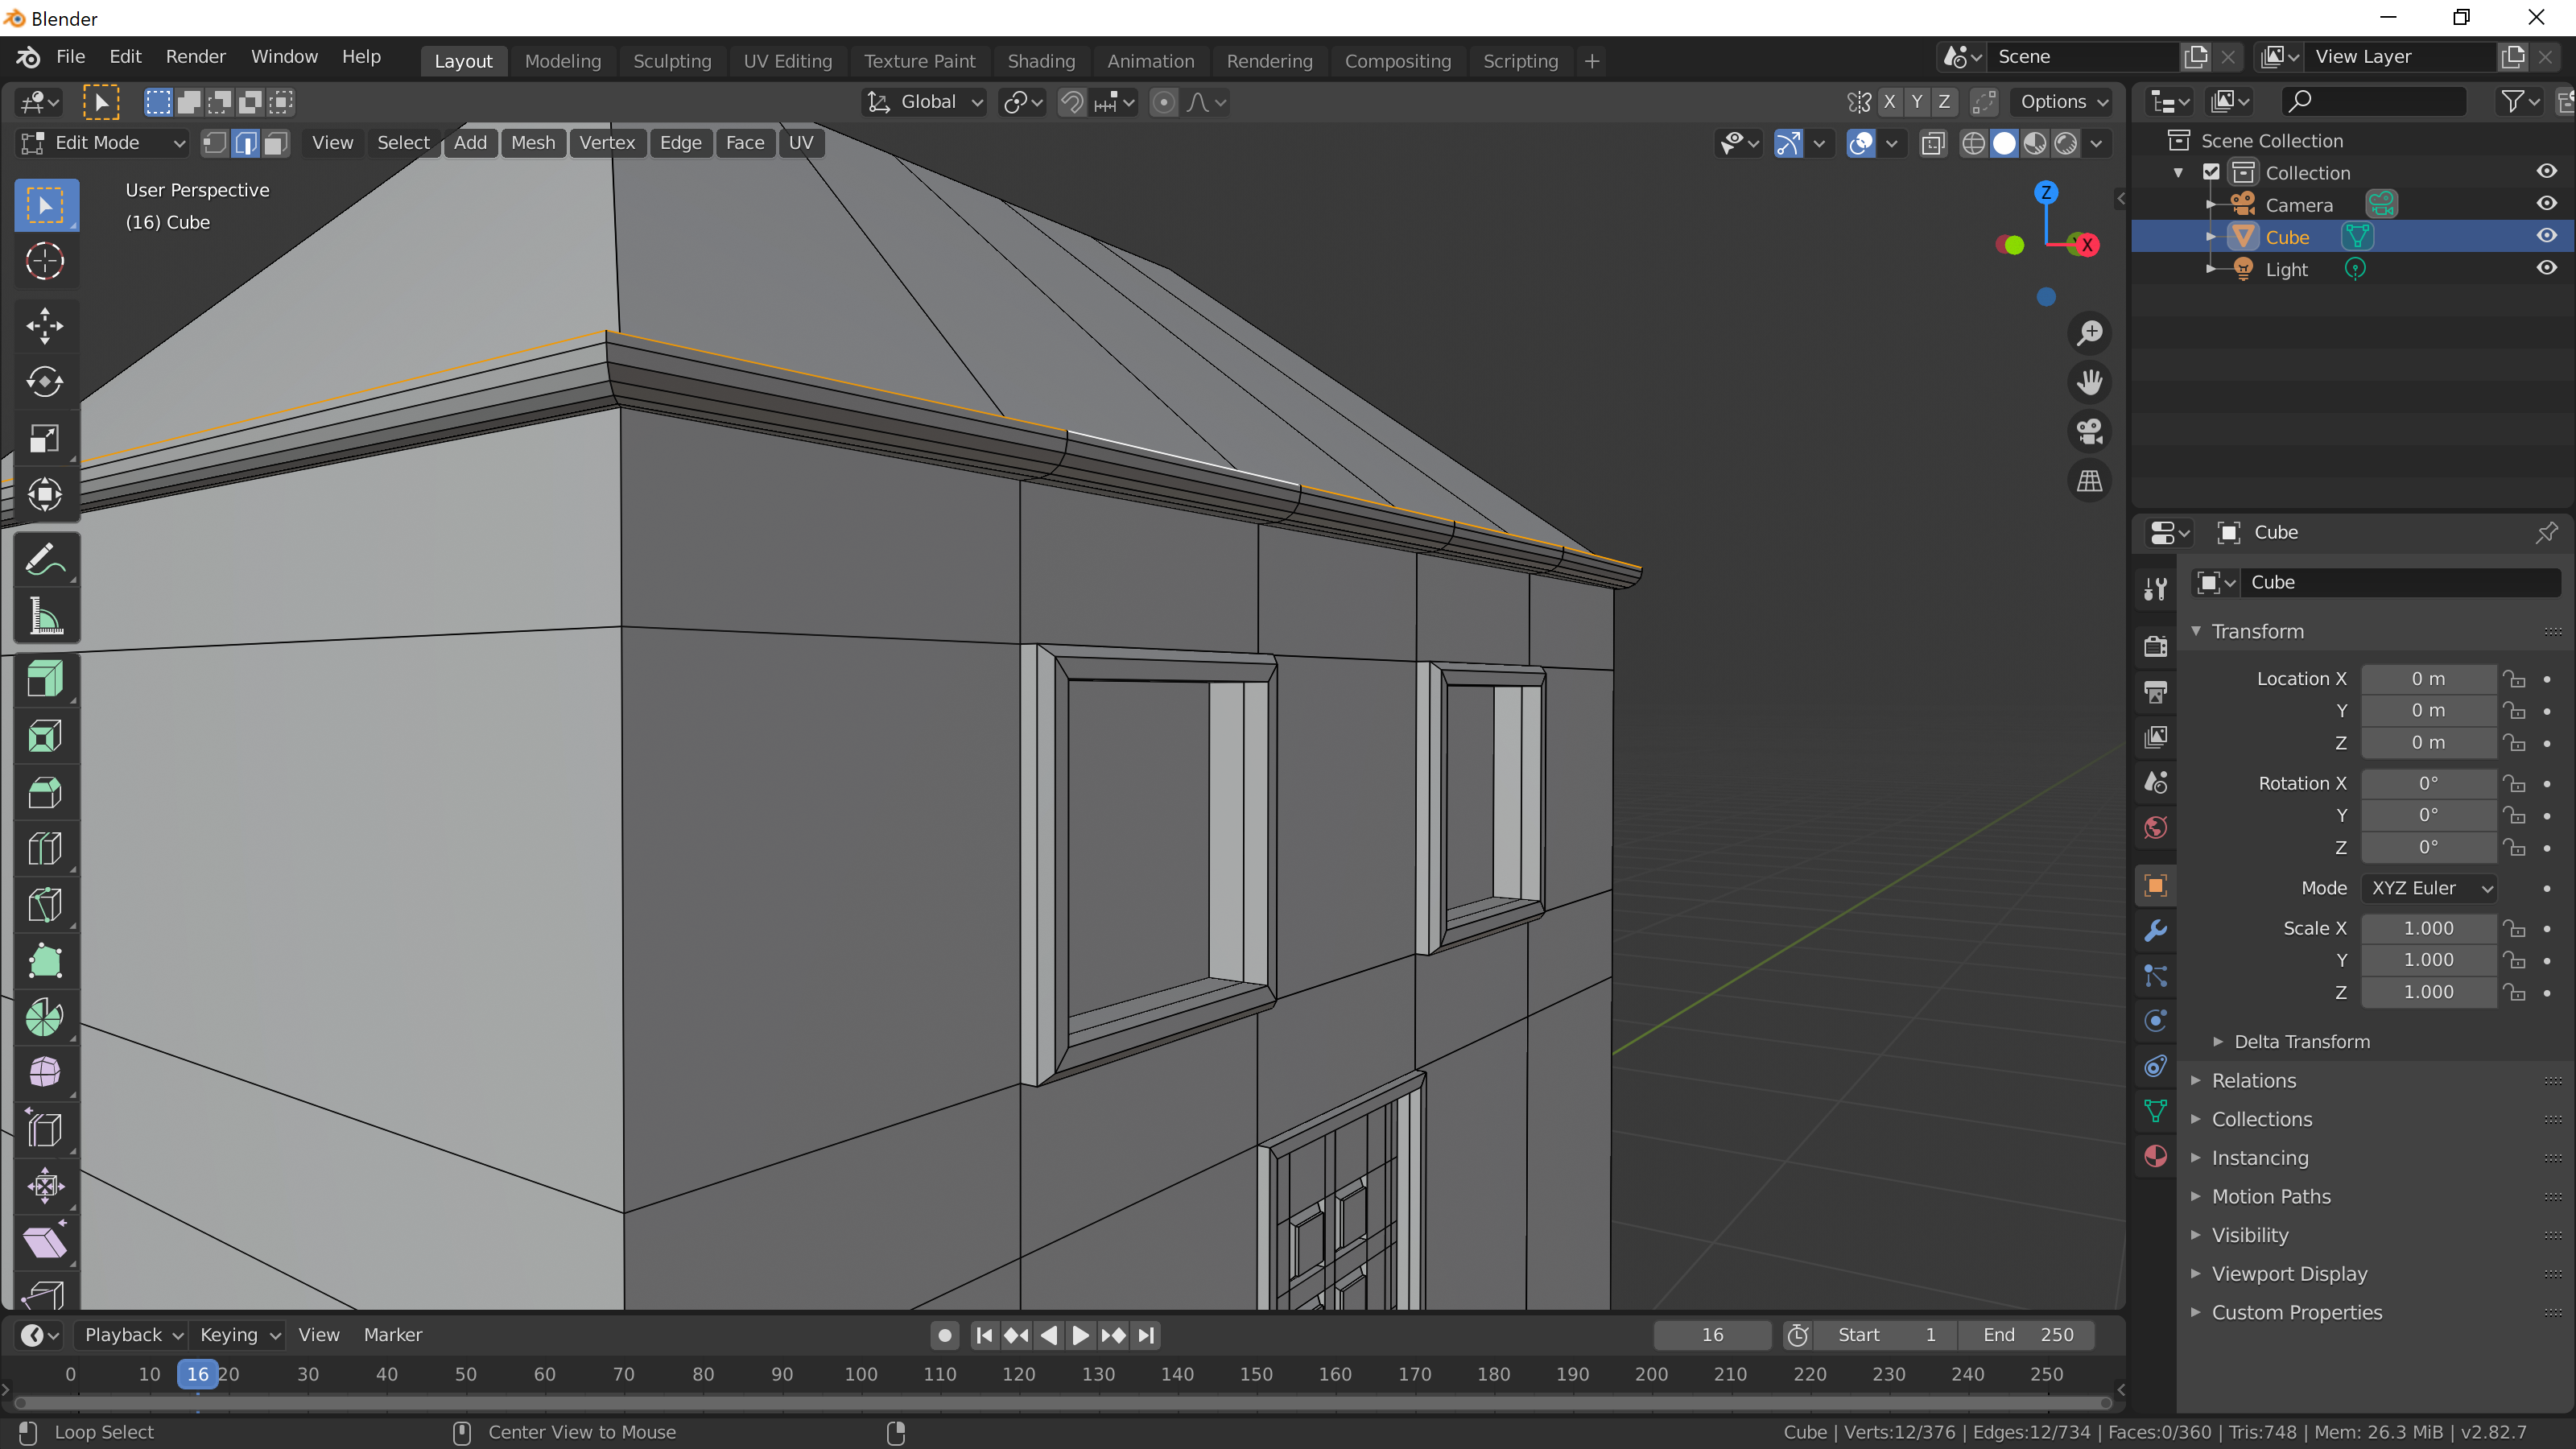 Blender
File Edit Render Window Help Layout Modeling Sculpting UV Editing Texture Paint Shading Animation Rendering Compositing Scripting + Scene View Layer
Global X Y Z Options
Edit Mode View Select Add Mesh Vertex Edge Face UV
User Perspective
(16) Cube
Z
X
Scene Collection
Collection
Camera
Cube
Light
Cube
Cube
Transform
Location X 0 m
Y 0 m
Z 0 m
Rotation X 0°
Y 0°
Z 0°
Mode XYZ Euler
Scale X 1.000
Y 1.000
Z 1.000
Delta Transform
Relations
Collections
Instancing
Motion Paths
Visibility
Viewport Display
Custom Properties
Playback Keying View Marker 16 Start 1 End 250
0 10 16 20 30 40 50 60 70 80 90 100 110 120 130 140 150 160 170 180 190 200 210 220 230 240 250
Loop Select Center View to Mouse Cube | Verts:12/376 | Edges:12/734 | Faces:0/360 | Tris:748 | Mem: 26.3 MiB | v2.82.7